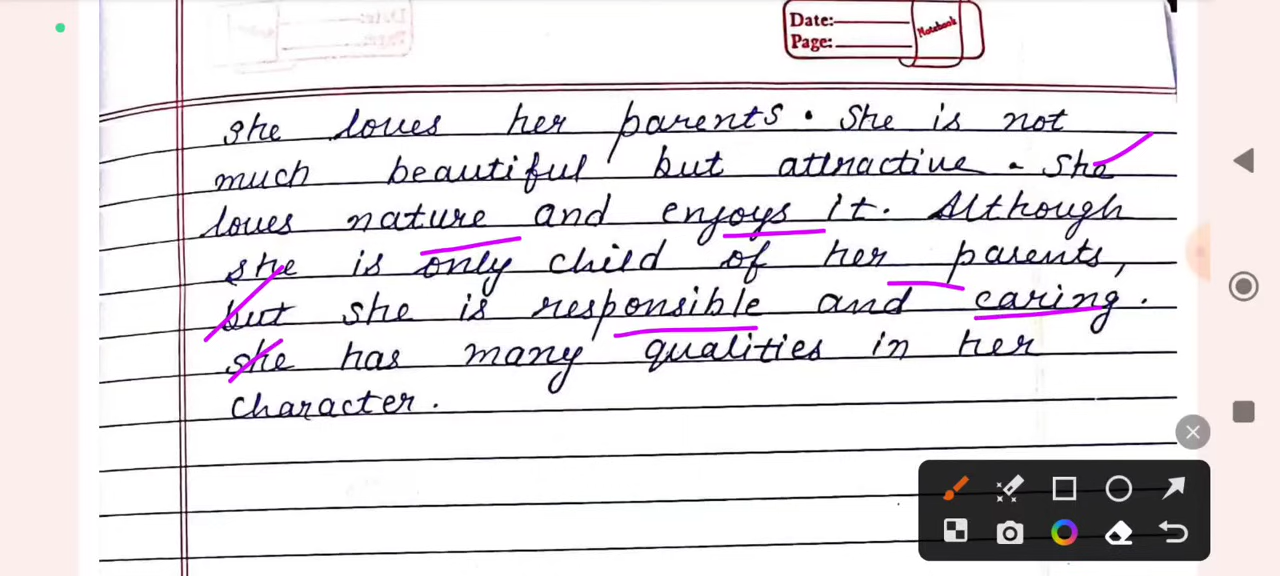 Date:
Page:
Notebook
she loves her parents. She is not
much beautiful but attractive. She
loves nature and enjoys it. Although
she is only child of her parents,
but she is responsible and caring.
she has many qualities in her
character.